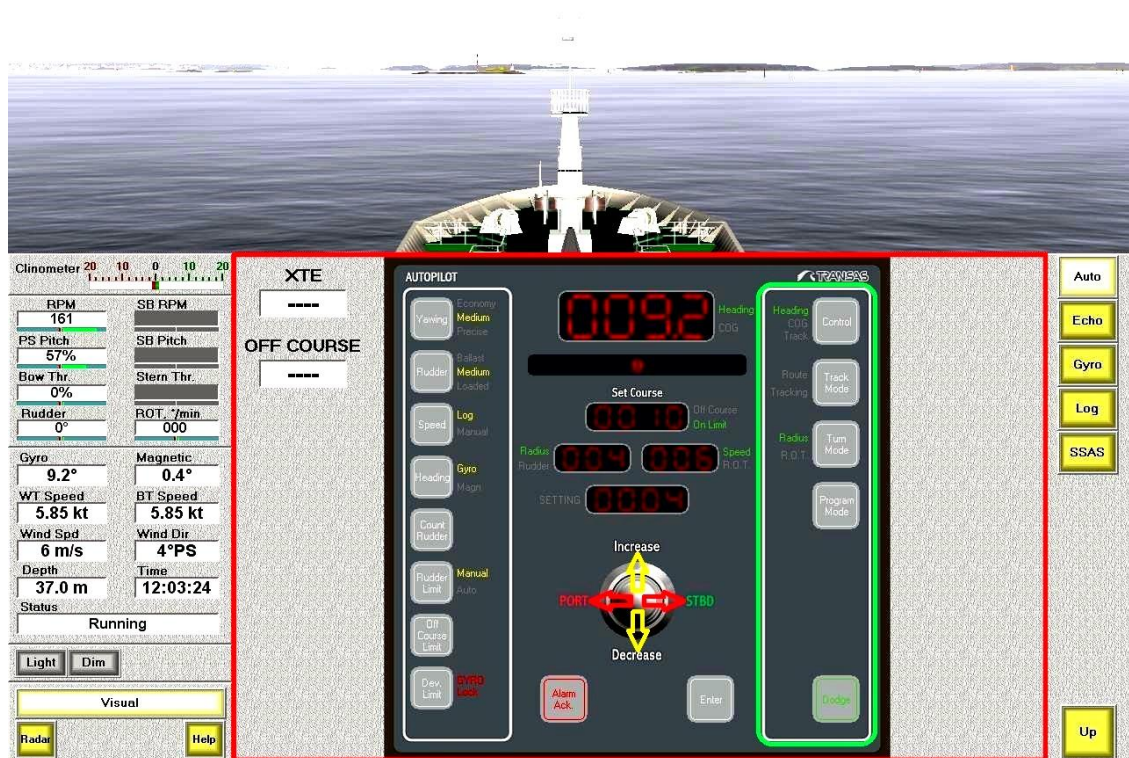 Clinometer 20 10 0 10 20
RPM SB RPM
161
PS Pitch SB Pitch
57%
Bow Thr. Stern Thr.
0%
Rudder ROT, °/min
0° 000
Gyro Magnetic
9.2° 0.4°
WT Speed BT Speed
5.85 kt 5.85 kt
Wind Spd Wind Dir
6 m/s 4°PS
Depth Time
37.0 m 12:03:24
Status
Running
Light Dim
Visual
Radar Help
XTE
----
OFF COURSE
----
AUTOPILOT TRANSAS
Yawing Economy
Medium
Precise
Rudder Ballast
Medium
Loaded
Speed Log
Manual
Heading Gyro
Magn
Count
Rudder
Rudder
Limit Manual
Auto
Off
Course
Limit
Dev.
Limit GYRO
Lock
009.2 Heading
COG
0
Set Course
0010 Off Course
On Limit
Radius
Rudder 004 006 Speed
R.O.T.
SETTING 0004
Increase
PORT STBD
Decrease
Alarm
Ack.
Enter
Heading
COG
Track Control
Route
Tracking Track
Mode
Radius
R.O.T. Turn
Mode
Program
Mode
Dodge
Auto
Echo
Gyro
Log
SSAS
Up